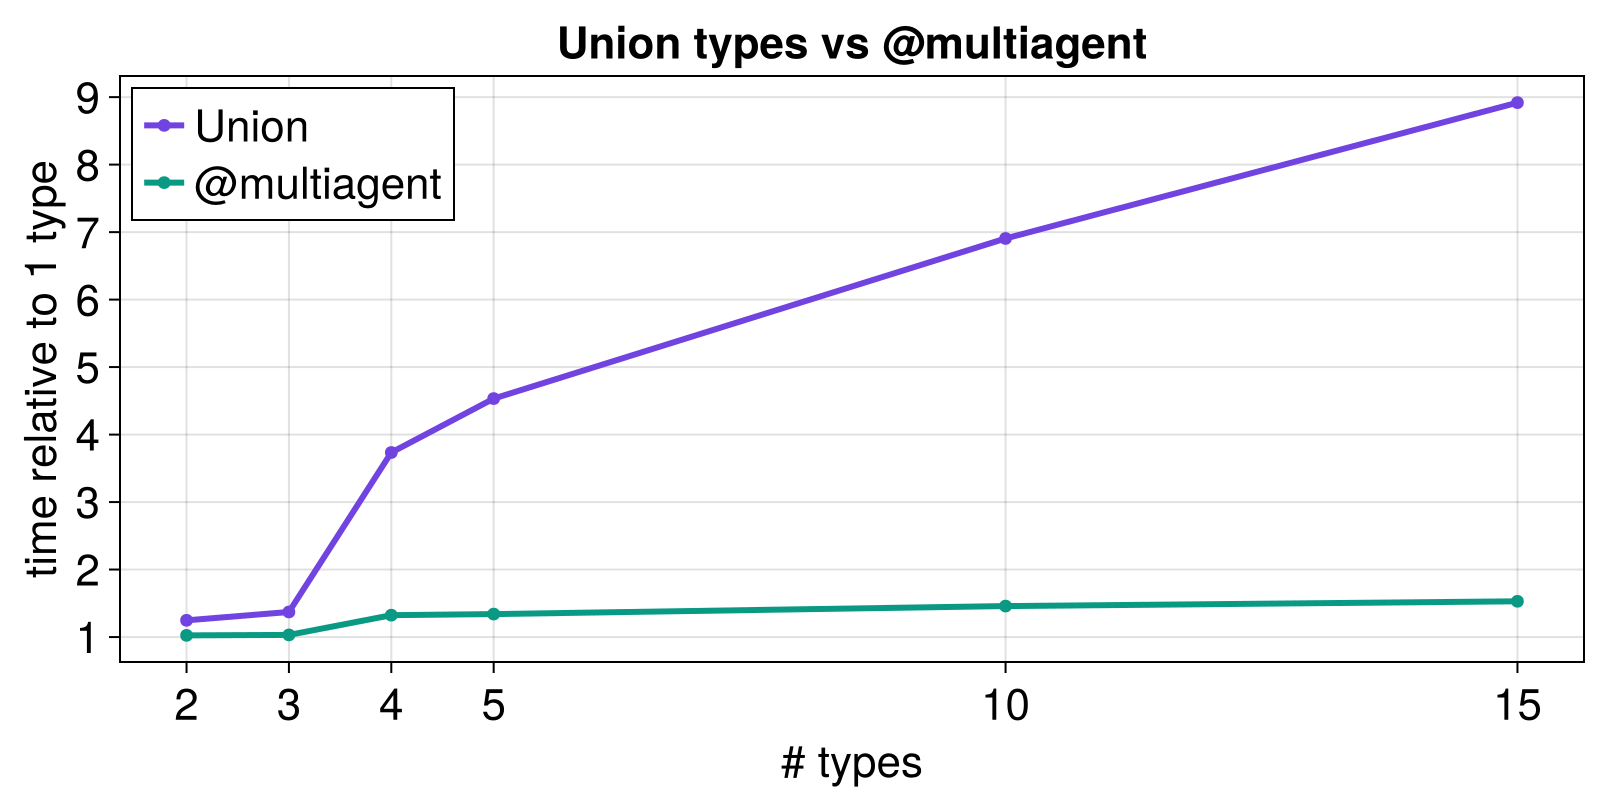 Union types vs @multiagent
Union
@multiagent
time relative to 1 type
9
8
7
6
5
4
3
2
1
2 3 4 5 10 15
# types